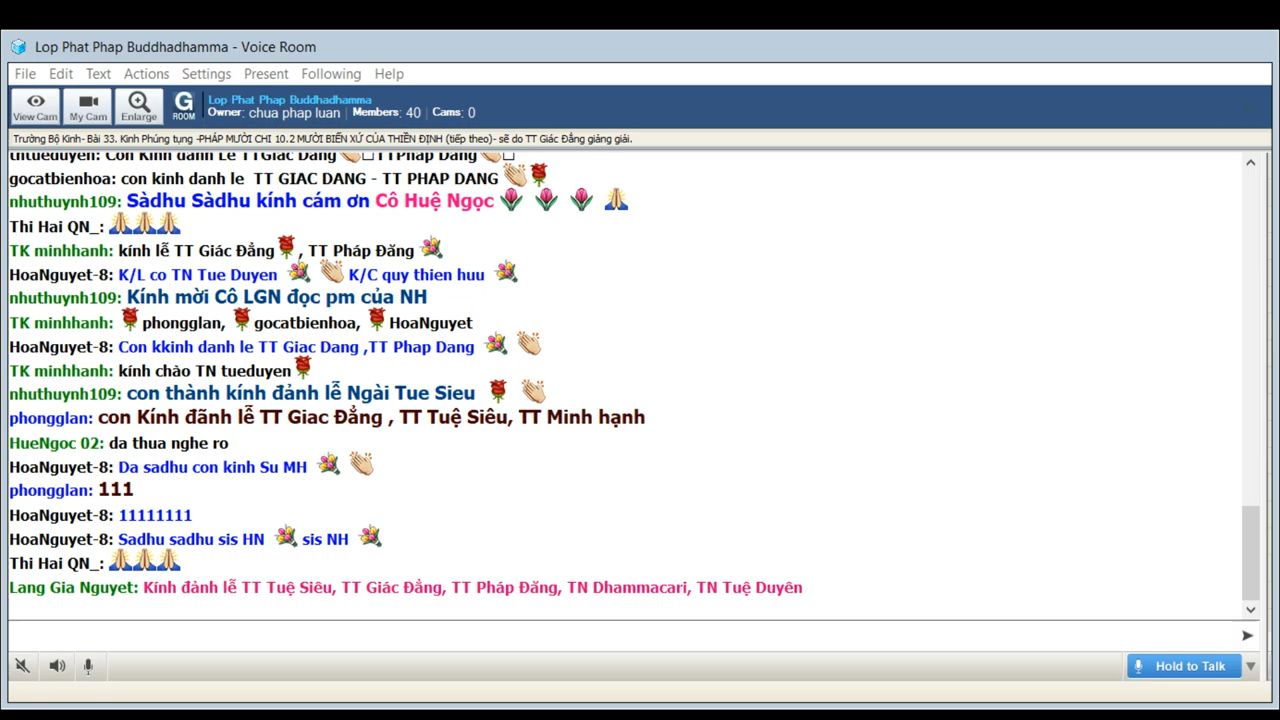 Lop Phat Phap Buddhadhamma - Voice Room
File Edit Text Actions Settings Present Following Help
View Cam My Cam Enlarge G ROOM Lop Phat Phap Buddhadhamma
Owner: chua phap luan | Members: 40 | Cams: 0
Trường Bộ Kinh- Bài 33. Kinh Phúng tụng -PHÁP MƯỜI CHI 10.2 MƯỜI BIẾN XỨ CỦA THIỀN ĐỊNH (tiếp theo)- sẽ do TT Giác Đẳng giảng giải.
thtueduyen: Con Kinh danh Le TTGiac Dang TTPhap Dang
gocatbienhoa: con kinh danh le TT GIAC DANG - TT PHAP DANG
nhuthuynh109: Sàdhu Sàdhu kính cám ơn Cô Huệ Ngọc
Thi Hai QN_:
TK minhhanh: kính lễ TT Giác Đẳng , TT Pháp Đăng
HoaNguyet-8: K/L co TN Tue Duyen K/C quy thien huu
nhuthuynh109: Kính mời Cô LGN đọc pm của NH
TK minhhanh: phongglan, gocatbienhoa, HoaNguyet
HoaNguyet-8: Con kkinh danh le TT Giac Dang ,TT Phap Dang
TK minhhanh: kính chào TN tueduyen
nhuthuynh109: con thành kính đảnh lễ Ngài Tue Sieu
phongglan: con Kính đãnh lễ TT Giac Đẳng , TT Tuệ Siêu, TT Minh hạnh
HueNgoc 02: da thua nghe ro
HoaNguyet-8: Da sadhu con kinh Su MH
phongglan: 111
HoaNguyet-8: 11111111
HoaNguyet-8: Sadhu sadhu sis HN sis NH
Thi Hai QN_:
Lang Gia Nguyet: Kính đảnh lễ TT Tuệ Siêu, TT Giác Đẳng, TT Pháp Đăng, TN Dhammacari, TN Tuệ Duyên
Hold to Talk